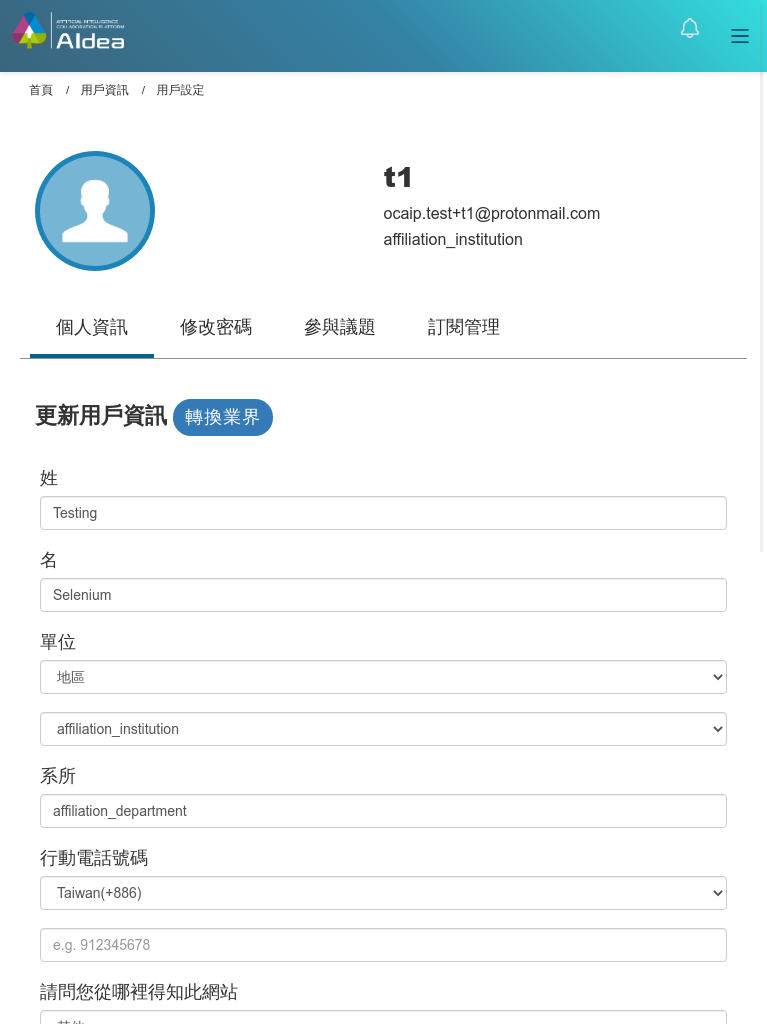 ARTIFICIAL INTELLIGENCE
COLLABORATION PLATFORM
AIdea
首頁 / 用戶資訊 / 用戶設定
t1
ocaip.test+t1@protonmail.com
affiliation_institution
個人資訊 修改密碼 參與議題 訂閱管理
更新用戶資訊 轉換業界
姓
Testing
名
Selenium
單位
地區
affiliation_institution
系所
affiliation_department
行動電話號碼
Taiwan(+886)
e.g. 912345678
請問您從哪裡得知此網站